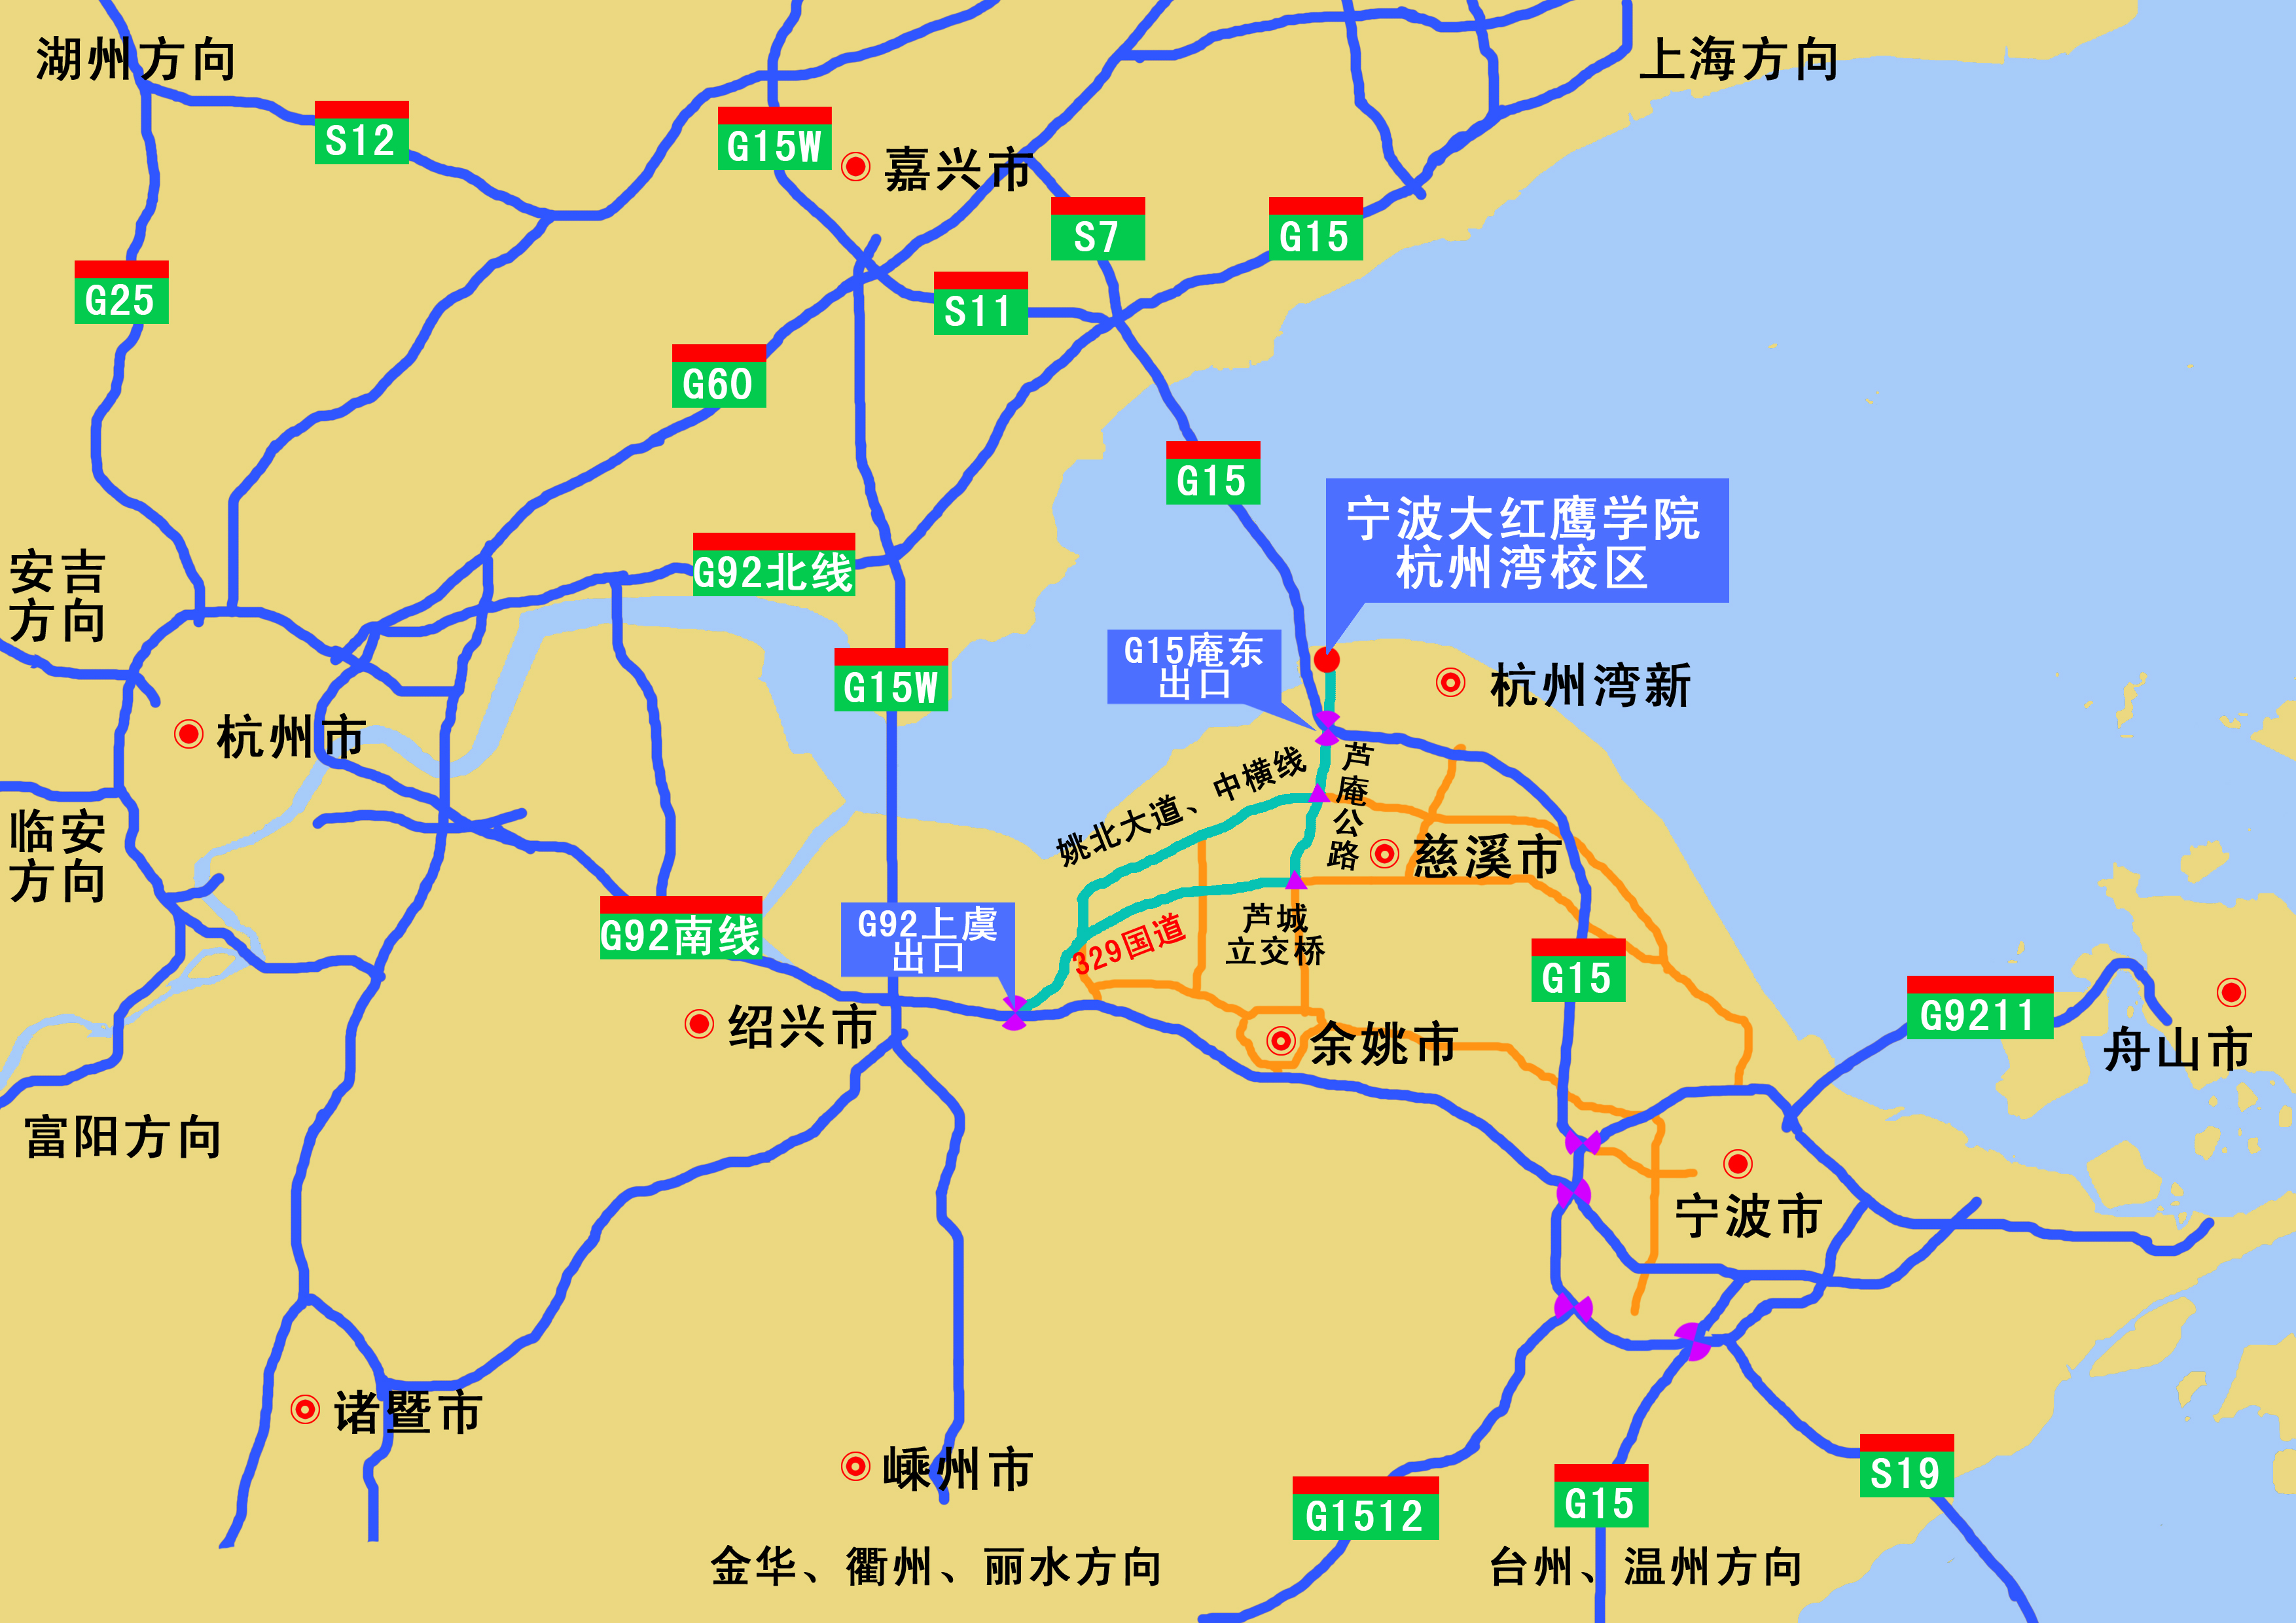 湖州方向
上海方向
S12
G15W
嘉兴市
S7
G15
G25
S11
G60
G15
宁波大红鹰学院
杭州湾校区
安吉
方向
G92北线
G15庵东
出口
G15W
杭州湾新
杭州市
姚北大道、中横线
芦
庵
公
路
慈溪市
临安
方向
G92南线
G92上虞
出口
329国道
芦城
立交桥
G15
G9211
舟山市
绍兴市
余姚市
富阳方向
宁波市
诸暨市
嵊州市
G1512
G15
S19
金华、衢州、丽水方向
台州、温州方向